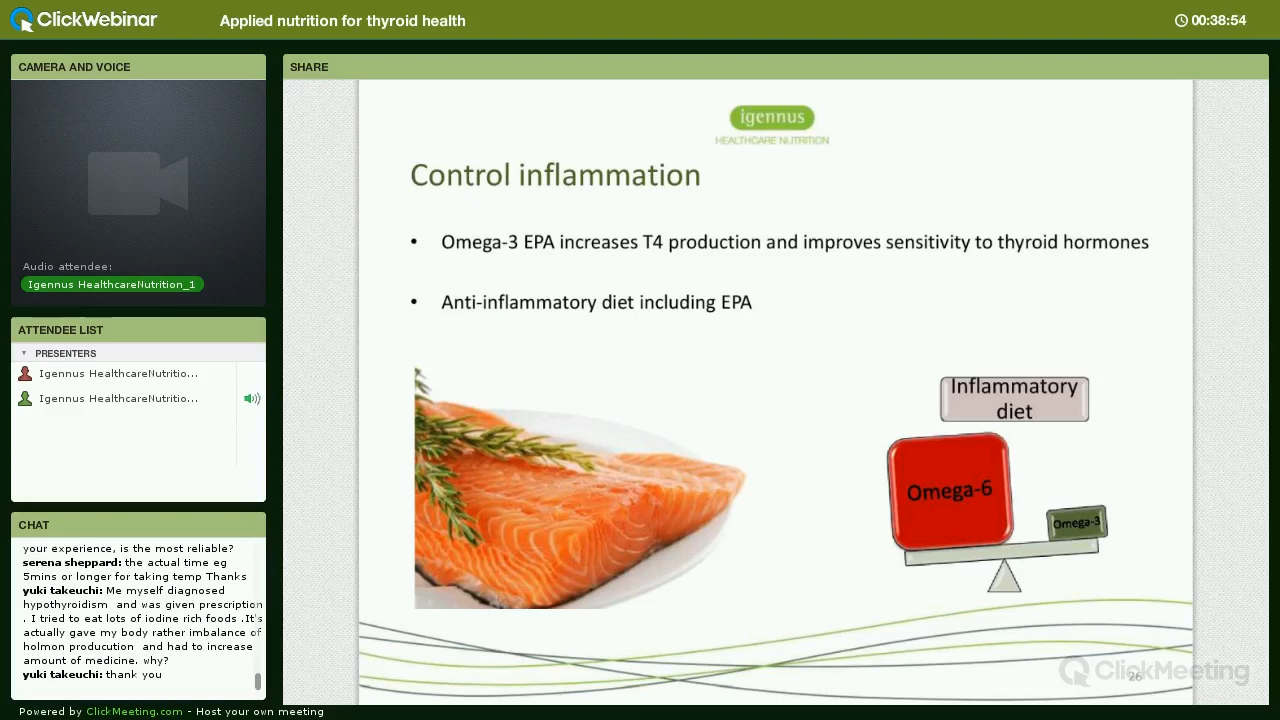 ClickWebinar
Applied nutrition for thyroid health
00:38:54
CAMERA AND VOICE
Audio attendee:
Igennus HealthcareNutrition_1
ATTENDEE LIST
PRESENTERS
Igennus HealthcareNutritio...
Igennus HealthcareNutritio...
CHAT
your experience, is the most reliable?
serena sheppard: the actual time eg
5mins or longer for taking temp Thanks
yuki takeuchi: Me myself diagnosed
hypothyroidism and was given prescription
I tried to eat lots of iodine rich foods .It's
actually gave my body rather imbalance of
holmon producution and had to increase
amount of medicine. why?
yuki takeuchi: thank you
SHARE
igennus
HEALTHCARE NUTRITION
Control inflammation
• Omega-3 EPA increases T4 production and improves sensitivity to thyroid hormones
• Anti-inflammatory diet including EPA
Inflammatory
diet
Omega-6
Omega-3
ClickMeeting
26
Powered by ClickMeeting.com - Host your own meeting